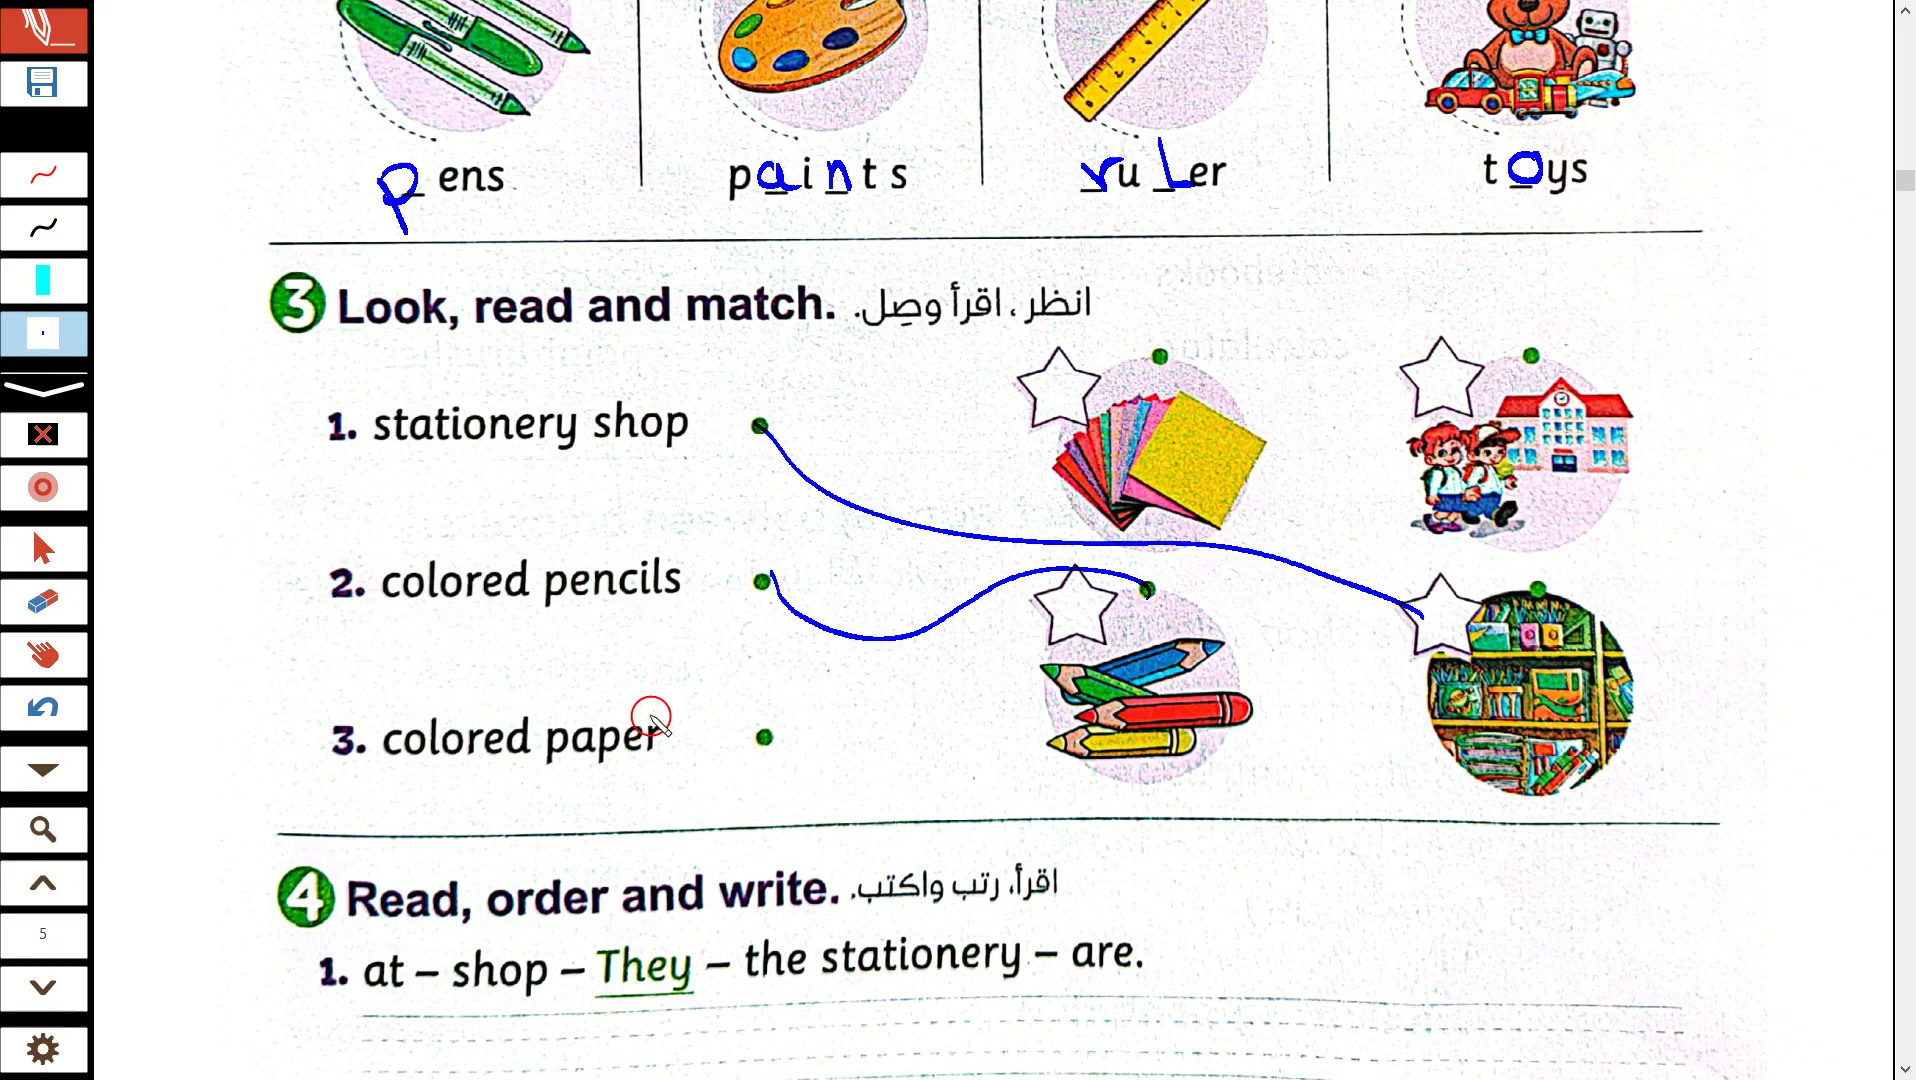 p ens
paints
ruler
toys
3 Look, read and match. انظر ، اقرأ وصِل.
1. stationery shop
2. colored pencils
3. colored paper
4 Read, order and write. اقرأ، رتب واكتب.
1. at – shop – They – the stationery – are.
5